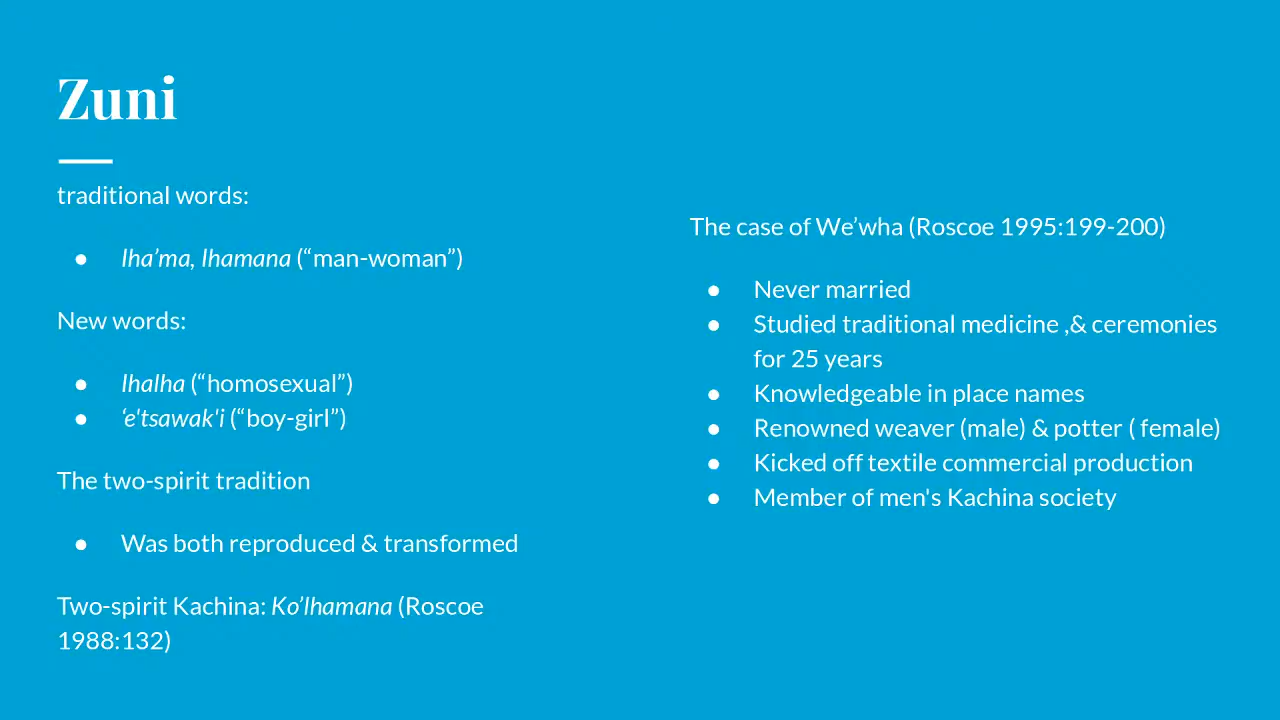 Zuni
traditional words:
● lha’ma, lhamana (“man-woman”)
New words:
● lhalha (“homosexual”)
● ‘e'tsawak'i (“boy-girl”)
The two-spirit tradition
● Was both reproduced & transformed
Two-spirit Kachina: Ko’lhamana (Roscoe
1988:132)
The case of We’wha (Roscoe 1995:199-200)
● Never married
● Studied traditional medicine ,& ceremonies
for 25 years
● Knowledgeable in place names
● Renowned weaver (male) & potter ( female)
● Kicked off textile commercial production
● Member of men's Kachina society